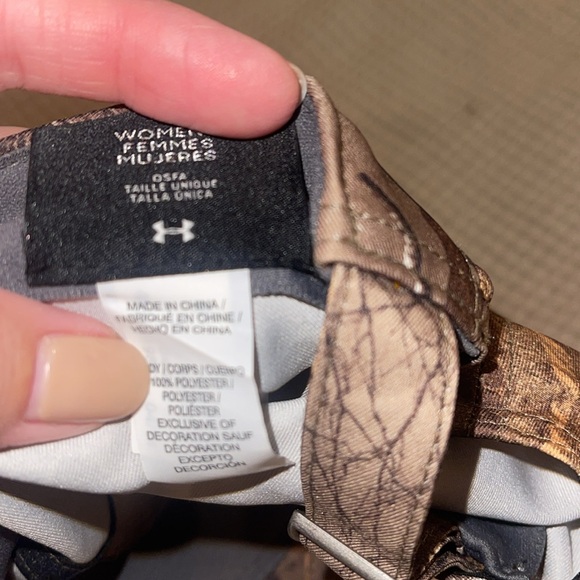 WOMEN
FEMMES
MUJERES
OSFA
TAILLE UNIQUE
TALLA ÚNICA
MADE IN CHINA /
FABRIQUÉ EN CHINE /
HECHO EN CHINA
/ CORPS /
100% POLYESTER /
POLYESTER /
POLIÉSTER
EXCLUSIVE OF
DECORATION SAUF
DÉCORATION
EXCEPTO
DECORCIÓN